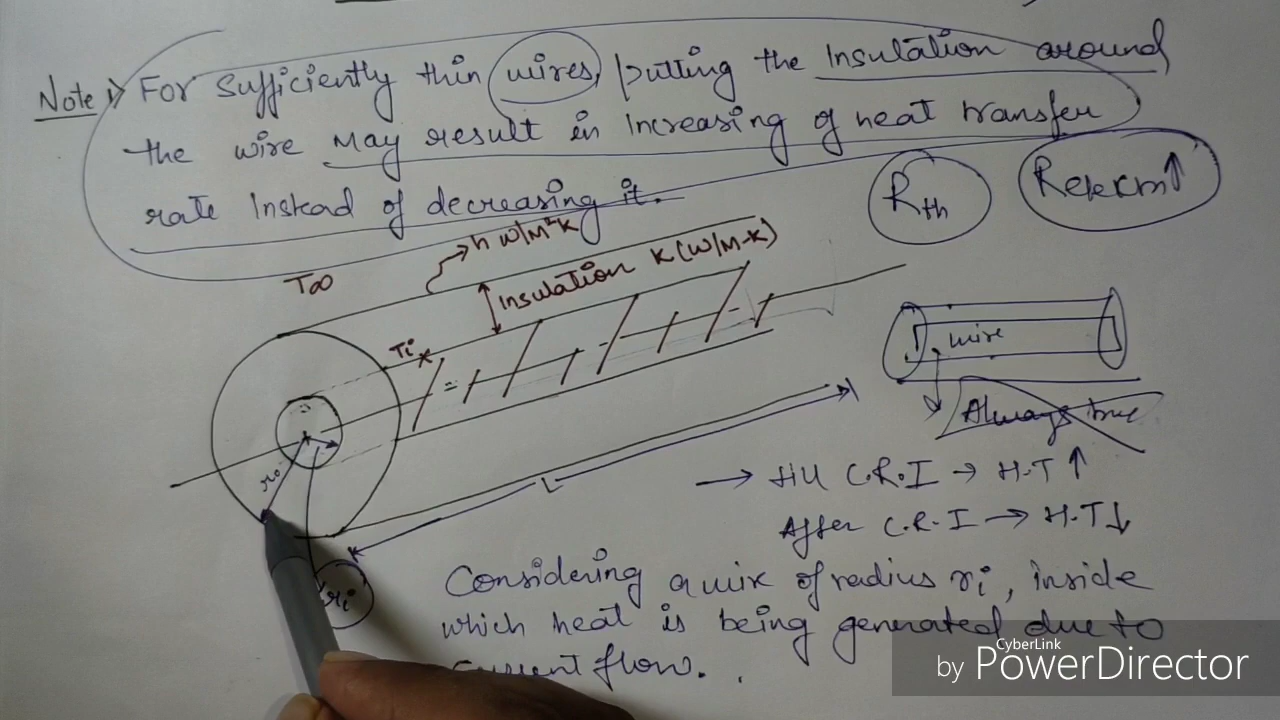 Note 1) For Sufficiently thin wires, putting the Insulation around
the wire may result in Increasing of heat transfer
rate Instead of decreasing it.
Rth
T∞
h W/m²K
Insulation K (W/m-K)
Ti
wire
Always true
ro
L
ri
→ till C.R.I → H.T ↑
After C.R.I → H.T ↓
Considering a wire of radius ri, inside
which heat is being generated due to
current flow.
by CyberLink PowerDirector